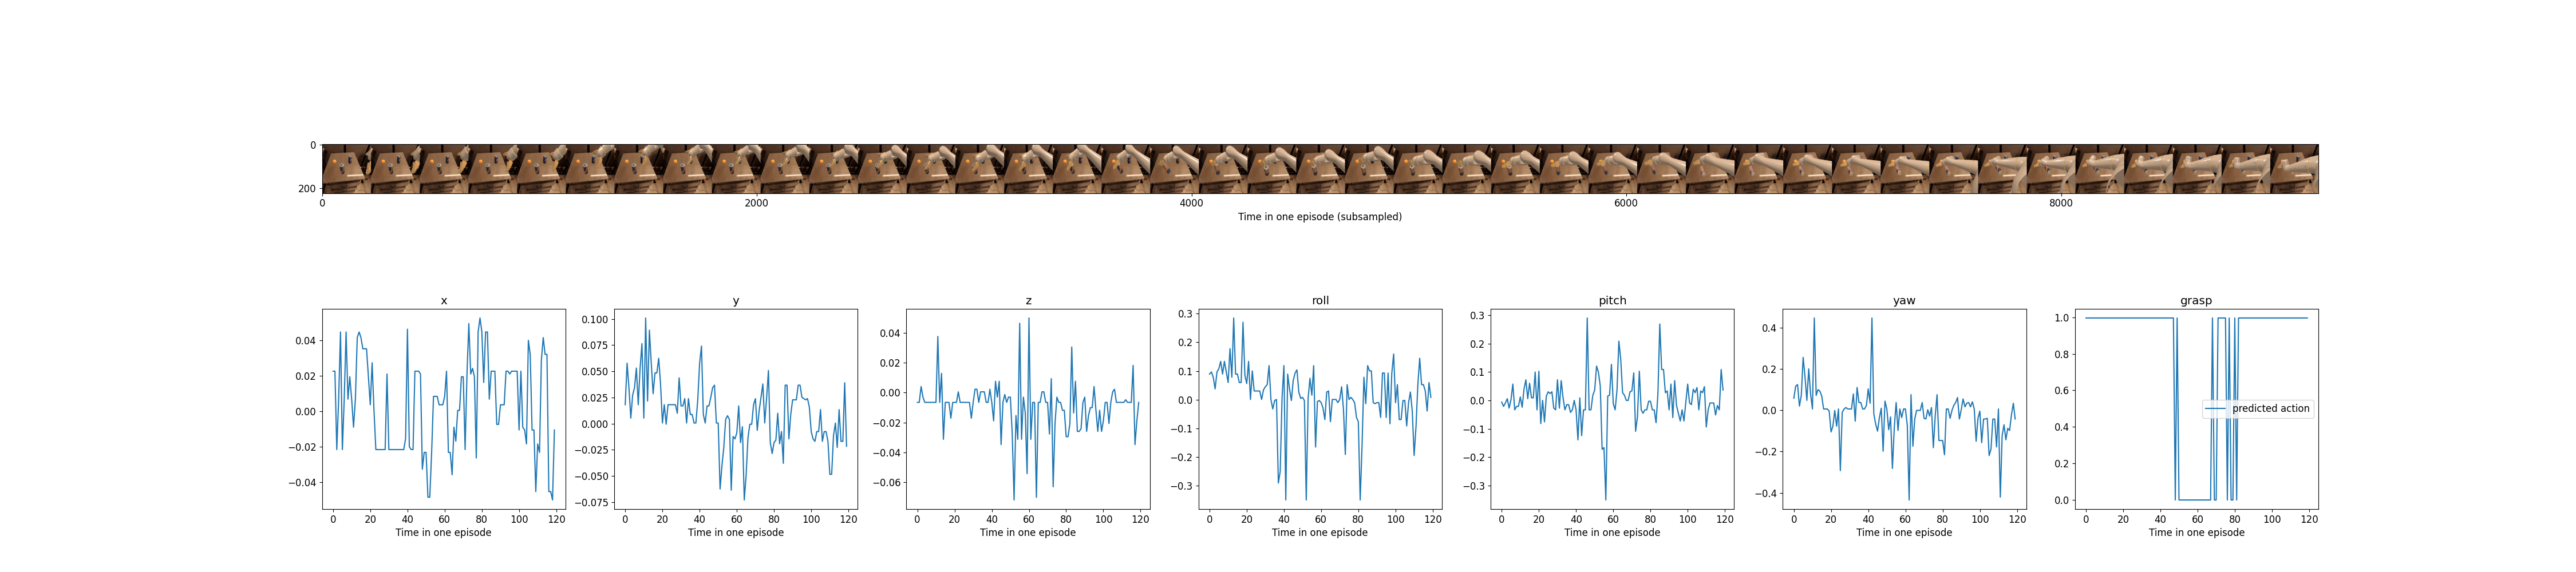 0
200
0 2000 4000 6000 8000
Time in one episode (subsampled)
x
0.04
0.02
0.00
−0.02
−0.04
0 20 40 60 80 100 120
Time in one episode
y
0.100
0.075
0.050
0.025
0.000
−0.025
−0.050
−0.075
0 20 40 60 80 100 120
Time in one episode
z
0.04
0.02
0.00
−0.02
−0.04
−0.06
0 20 40 60 80 100 120
Time in one episode
roll
0.3
0.2
0.1
0.0
−0.1
−0.2
−0.3
0 20 40 60 80 100 120
Time in one episode
pitch
0.3
0.2
0.1
0.0
−0.1
−0.2
−0.3
0 20 40 60 80 100 120
Time in one episode
yaw
0.4
0.2
0.0
−0.2
−0.4
0 20 40 60 80 100 120
Time in one episode
grasp
1.0
0.8
0.6
0.4
0.2
0.0
predicted action
0 20 40 60 80 100 120
Time in one episode